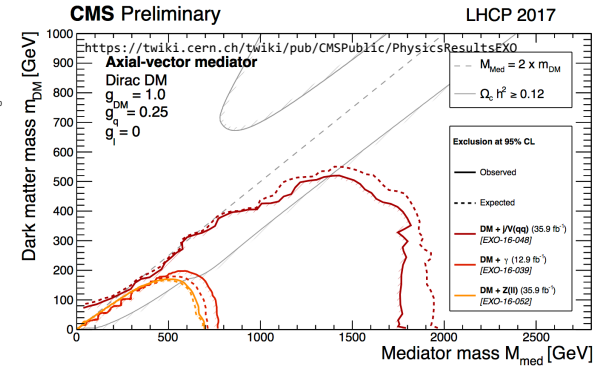 CMS Preliminary
LHCP 2017
https://twiki.cern.ch/twiki/pub/CMSPublic/PhysicsResultsEXO
Axial-vector mediator
Dirac DM
g_DM = 1.0
g_q = 0.25
g_l = 0
M_Med = 2 x m_DM
Ω_c h² ≥ 0.12
Exclusion at 95% CL
Observed
Expected
DM + j/V(qq) (35.9 fb⁻¹)
[EXO-16-048]
DM + γ (12.9 fb⁻¹)
[EXO-16-039]
DM + Z(ll) (35.9 fb⁻¹)
[EXO-16-052]
Dark matter mass m_DM [GeV]
1000
900
800
700
600
500
400
300
200
100
0
0 500 1000 1500 2000 2500
Mediator mass M_med [GeV]